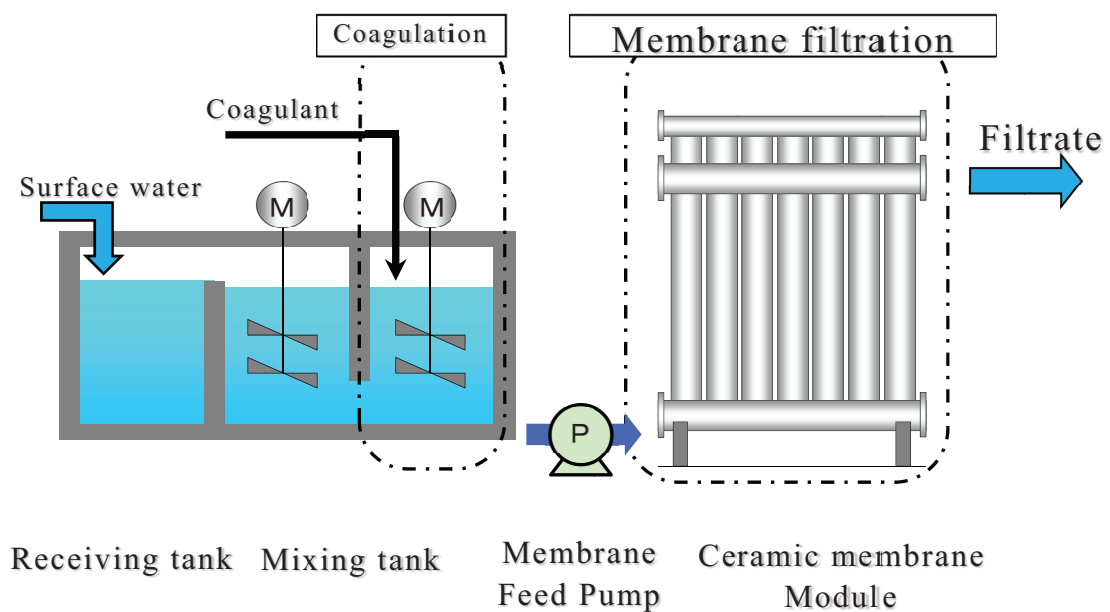 Coagulation
Membrane filtration
Coagulant
Filtrate
Surface water
M
M
P
Receiving tank
Mixing tank
Membrane
Feed Pump
Ceramic membrane
Module